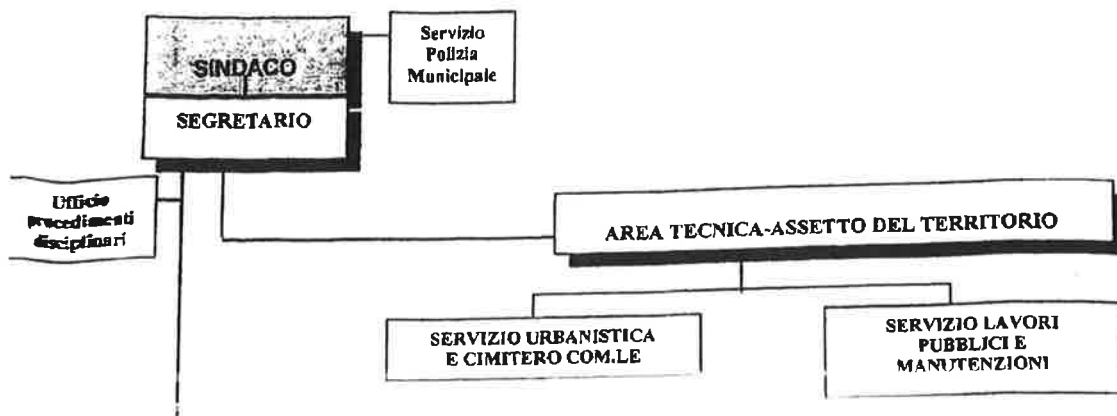 SINDACO
SEGRETARIO
Servizio
Polizia
Municipale
Ufficio
procedimenti
disciplinari
AREA TECNICA-ASSETTO DEL TERRITORIO
SERVIZIO URBANISTICA
E CIMITERO COM.LE
SERVIZIO LAVORI
PUBBLICI E
MANUTENZIONI